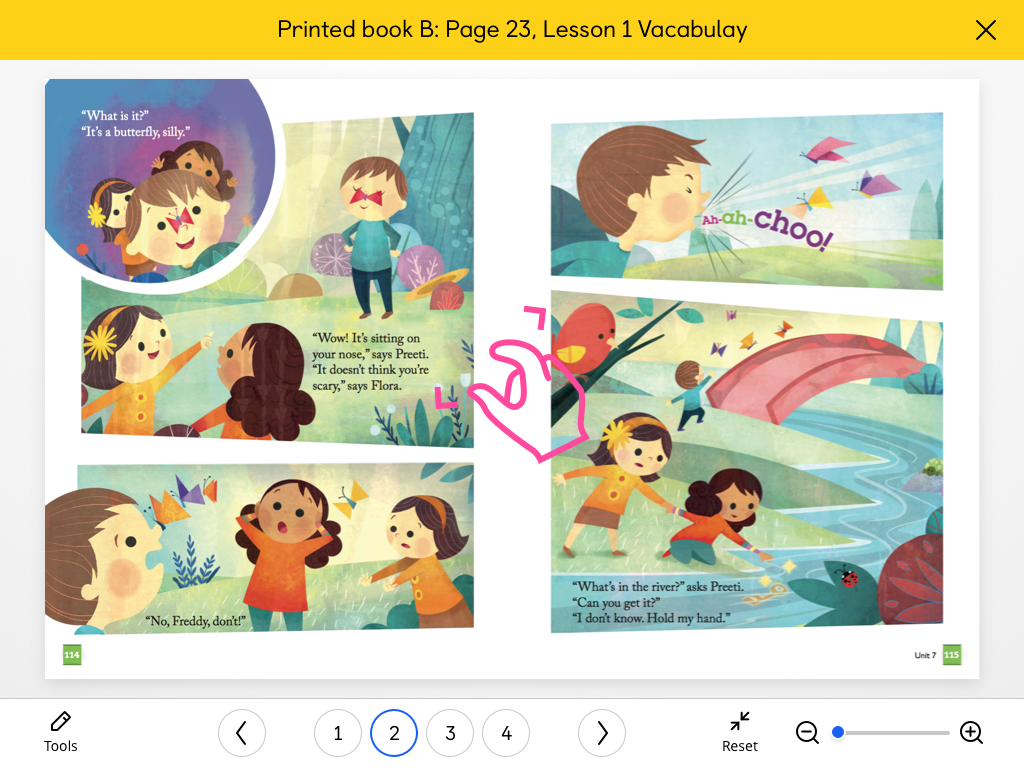 Printed book B: Page 23, Lesson 1 Vacabulay
“What is it?”
“It’s a butterfly, silly.”
“Wow! It’s sitting on
your nose,” says Preeti.
“It doesn’t think you’re
scary,” says Flora.
“No, Freddy, don’t!”
114
Ah-ah-choo!
“What’s in the river?” asks Preeti.
“Can you get it?”
“I don’t know. Hold my hand.”
Unit 7 115
Tools
1 2 3 4
Reset